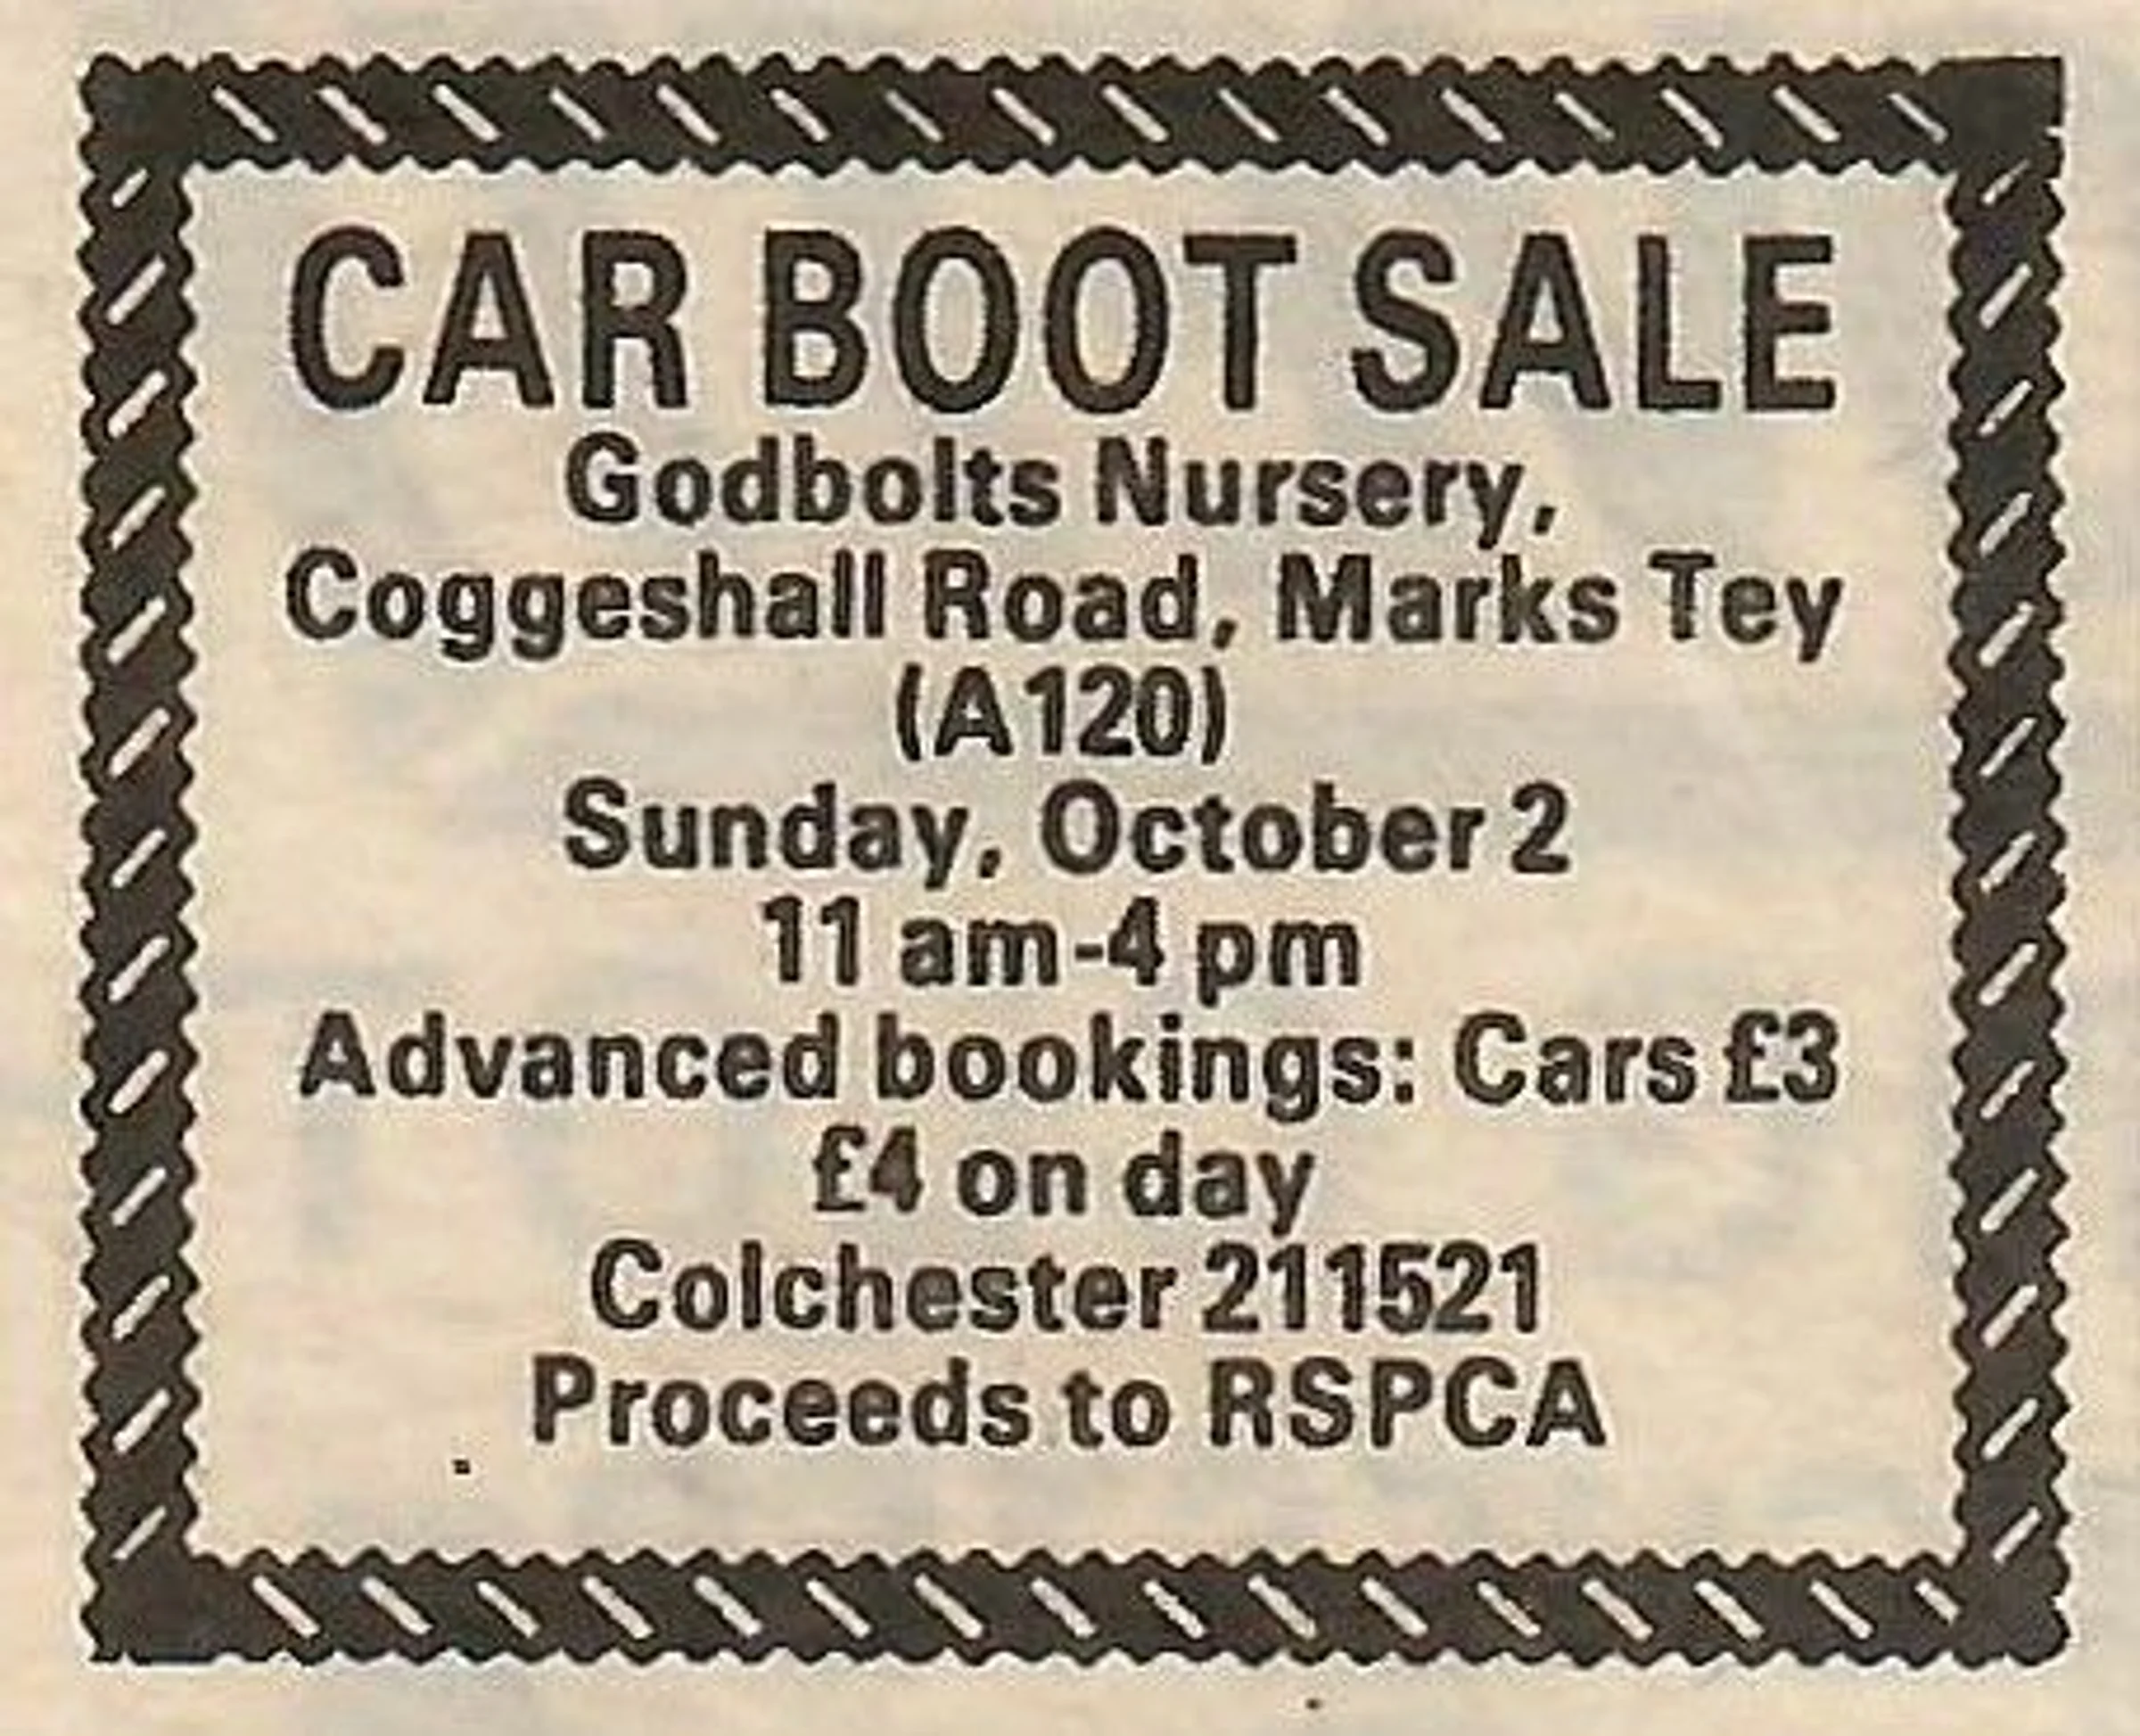 CAR BOOT SALE
Godbolts Nursery,
Coggeshall Road, Marks Tey
(A120)
Sunday, October 2
11 am-4 pm
Advanced bookings: Cars £3
£4 on day
Colchester 211521
Proceeds to RSPCA